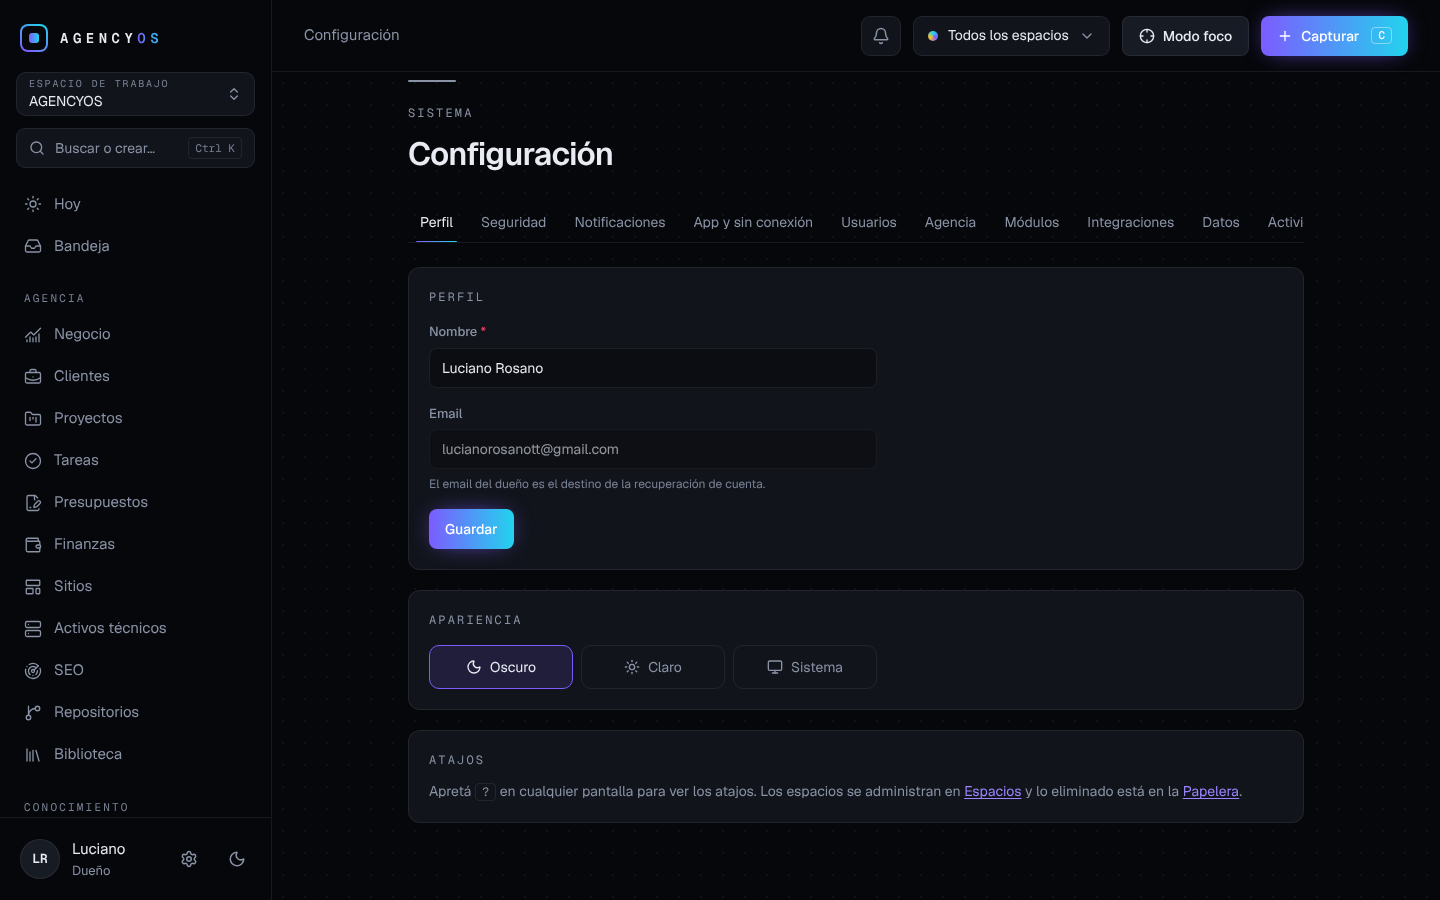 AGENCYOS
ESPACIO DE TRABAJO
AGENCYOS
Buscar o crear... Ctrl K
Hoy
Bandeja
AGENCIA
Negocio
Clientes
Proyectos
Tareas
Presupuestos
Finanzas
Sitios
Activos técnicos
SEO
Repositorios
Biblioteca
CONOCIMIENTO
LR
Luciano
Dueño
Configuración
Todos los espacios
Modo foco
Capturar C
SISTEMA
Configuración
Perfil Seguridad Notificaciones App y sin conexión Usuarios Agencia Módulos Integraciones Datos Activi
PERFIL
Nombre *
Luciano Rosano
Email
lucianorosanott@gmail.com
El email del dueño es el destino de la recuperación de cuenta.
Guardar
APARIENCIA
Oscuro Claro Sistema
ATAJOS
Apretá ? en cualquier pantalla para ver los atajos. Los espacios se administran en Espacios y lo eliminado está en la Papelera.